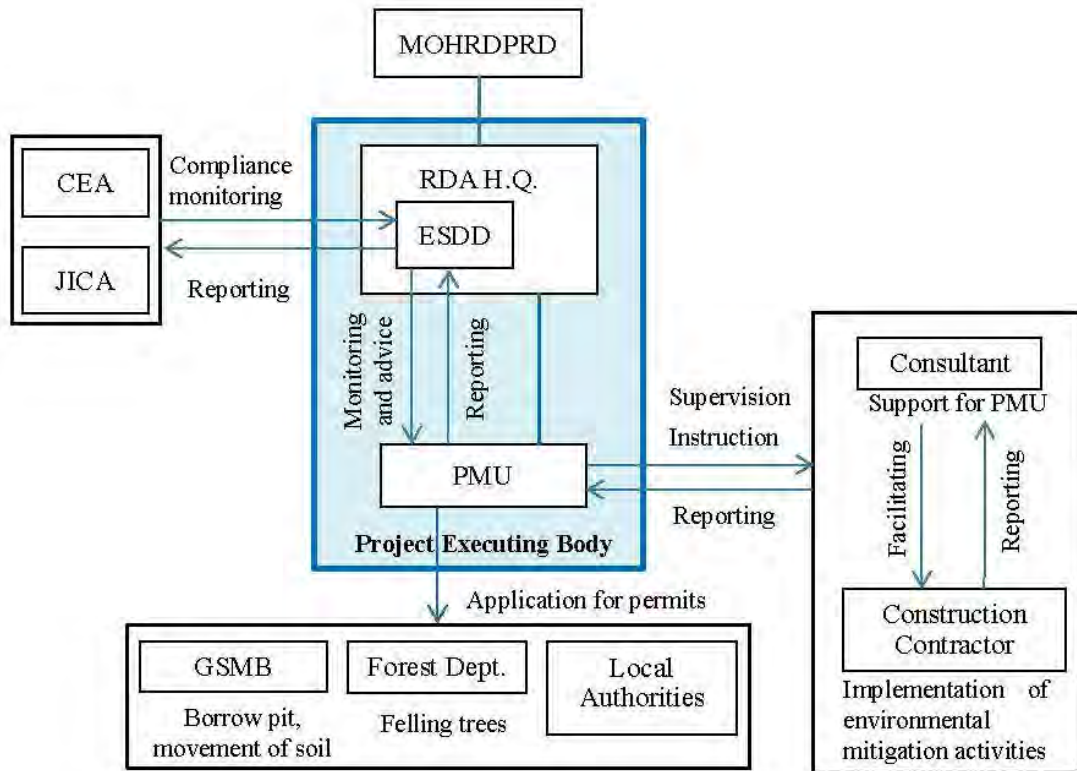 MOHRDPRD
CEA
JICA
Compliance
monitoring
Reporting
RDA H.Q.
ESDD
Monitoring
and advice
Reporting
PMU
Project Executing Body
Supervision
Instruction
Reporting
Consultant
Support for PMU
Facilitating
Reporting
Construction
Contractor
Implementation of
environmental
mitigation activities
Application for permits
GSMB
Borrow pit,
movement of soil
Forest Dept.
Felling trees
Local
Authorities